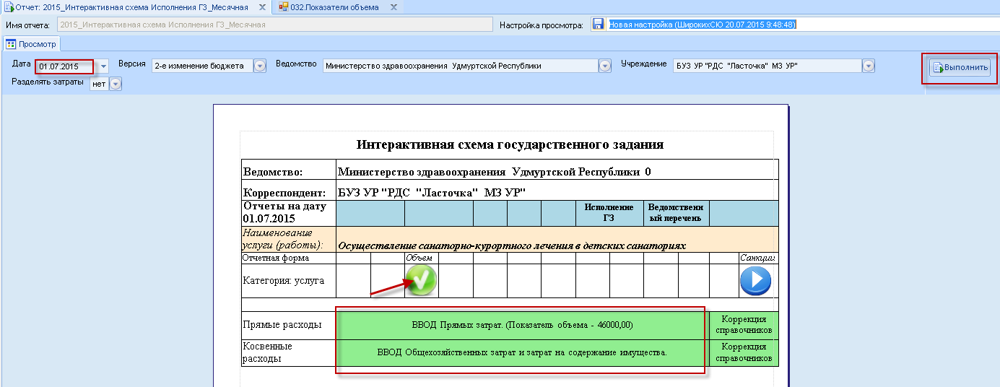 Отчет: 2015_Интерактивная схема Исполнения ГЗ_Месячная
032.Показатели объема
Имя отчета: 2015_Интерактивная схема Исполнения ГЗ_Месячная
Настройка просмотра: Новая настройка (ШирокихСЮ 20.07.2015 9:48:48)
Просмотр
Дата 01.07.2015 Версия 2-е изменение бюджета Ведомство Министерство здравоохранения Удмуртской Республики Учреждение БУЗ УР "РДС "Ласточка" МЗ УР" Выполнить
Разделять затраты нет
Интерактивная схема государственного задания
Ведомство: Министерство здравоохранения Удмуртской Республики 0
Корреспондент: БУЗ УР "РДС "Ласточка" МЗ УР"
Отчеты на дату
01.07.2015
Исполнение
ГЗ
Ведомственн
ый перечень
Наименование
услуги (работы):
Осуществление санаторно-курортного лечения в детских санаториях
Отчетная форма Объем Санкции
Категория: услуга
Прямые расходы ВВОД Прямых затрат. (Показатель объема - 46000,00)
Коррекция
справочников
Косвенные
расходы
ВВОД Общехозяйственных затрат и затрат на содержание имущества.
Коррекция
справочников